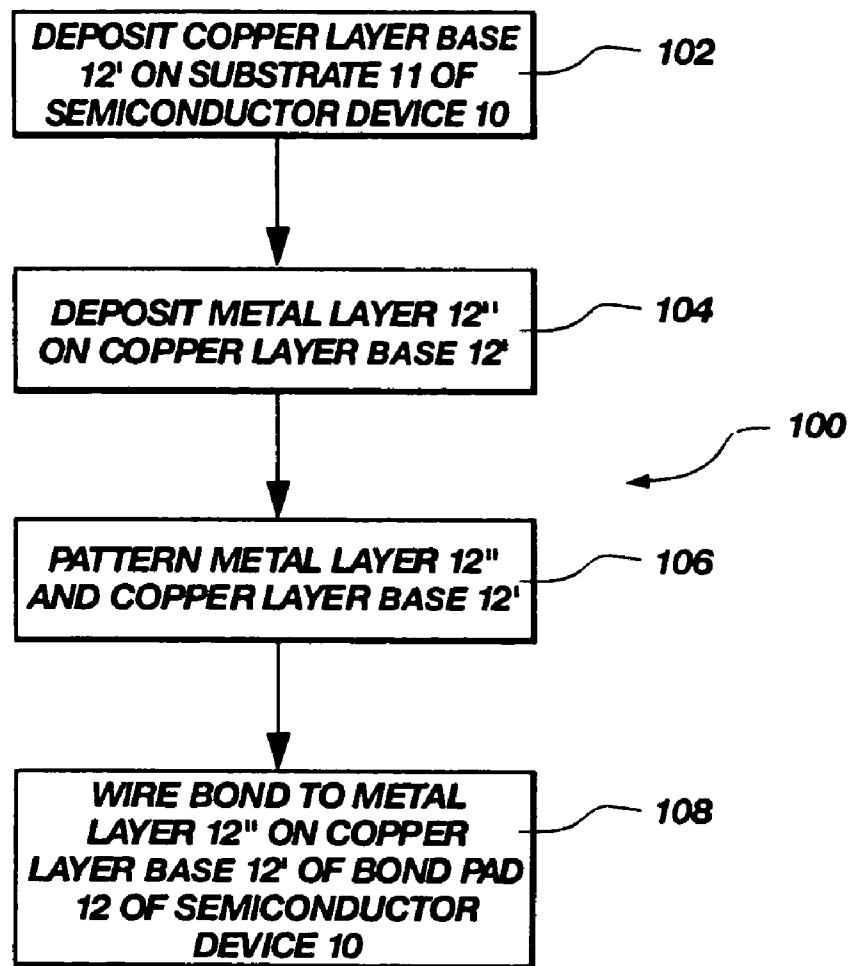 DEPOSIT COPPER LAYER BASE
12' ON SUBSTRATE 11 OF
SEMICONDUCTOR DEVICE 10
102
DEPOSIT METAL LAYER 12"
ON COPPER LAYER BASE 12'
104
100
PATTERN METAL LAYER 12"
AND COPPER LAYER BASE 12'
106
WIRE BOND TO METAL
LAYER 12" ON COPPER
LAYER BASE 12' OF BOND PAD
12 OF SEMICONDUCTOR
DEVICE 10
108